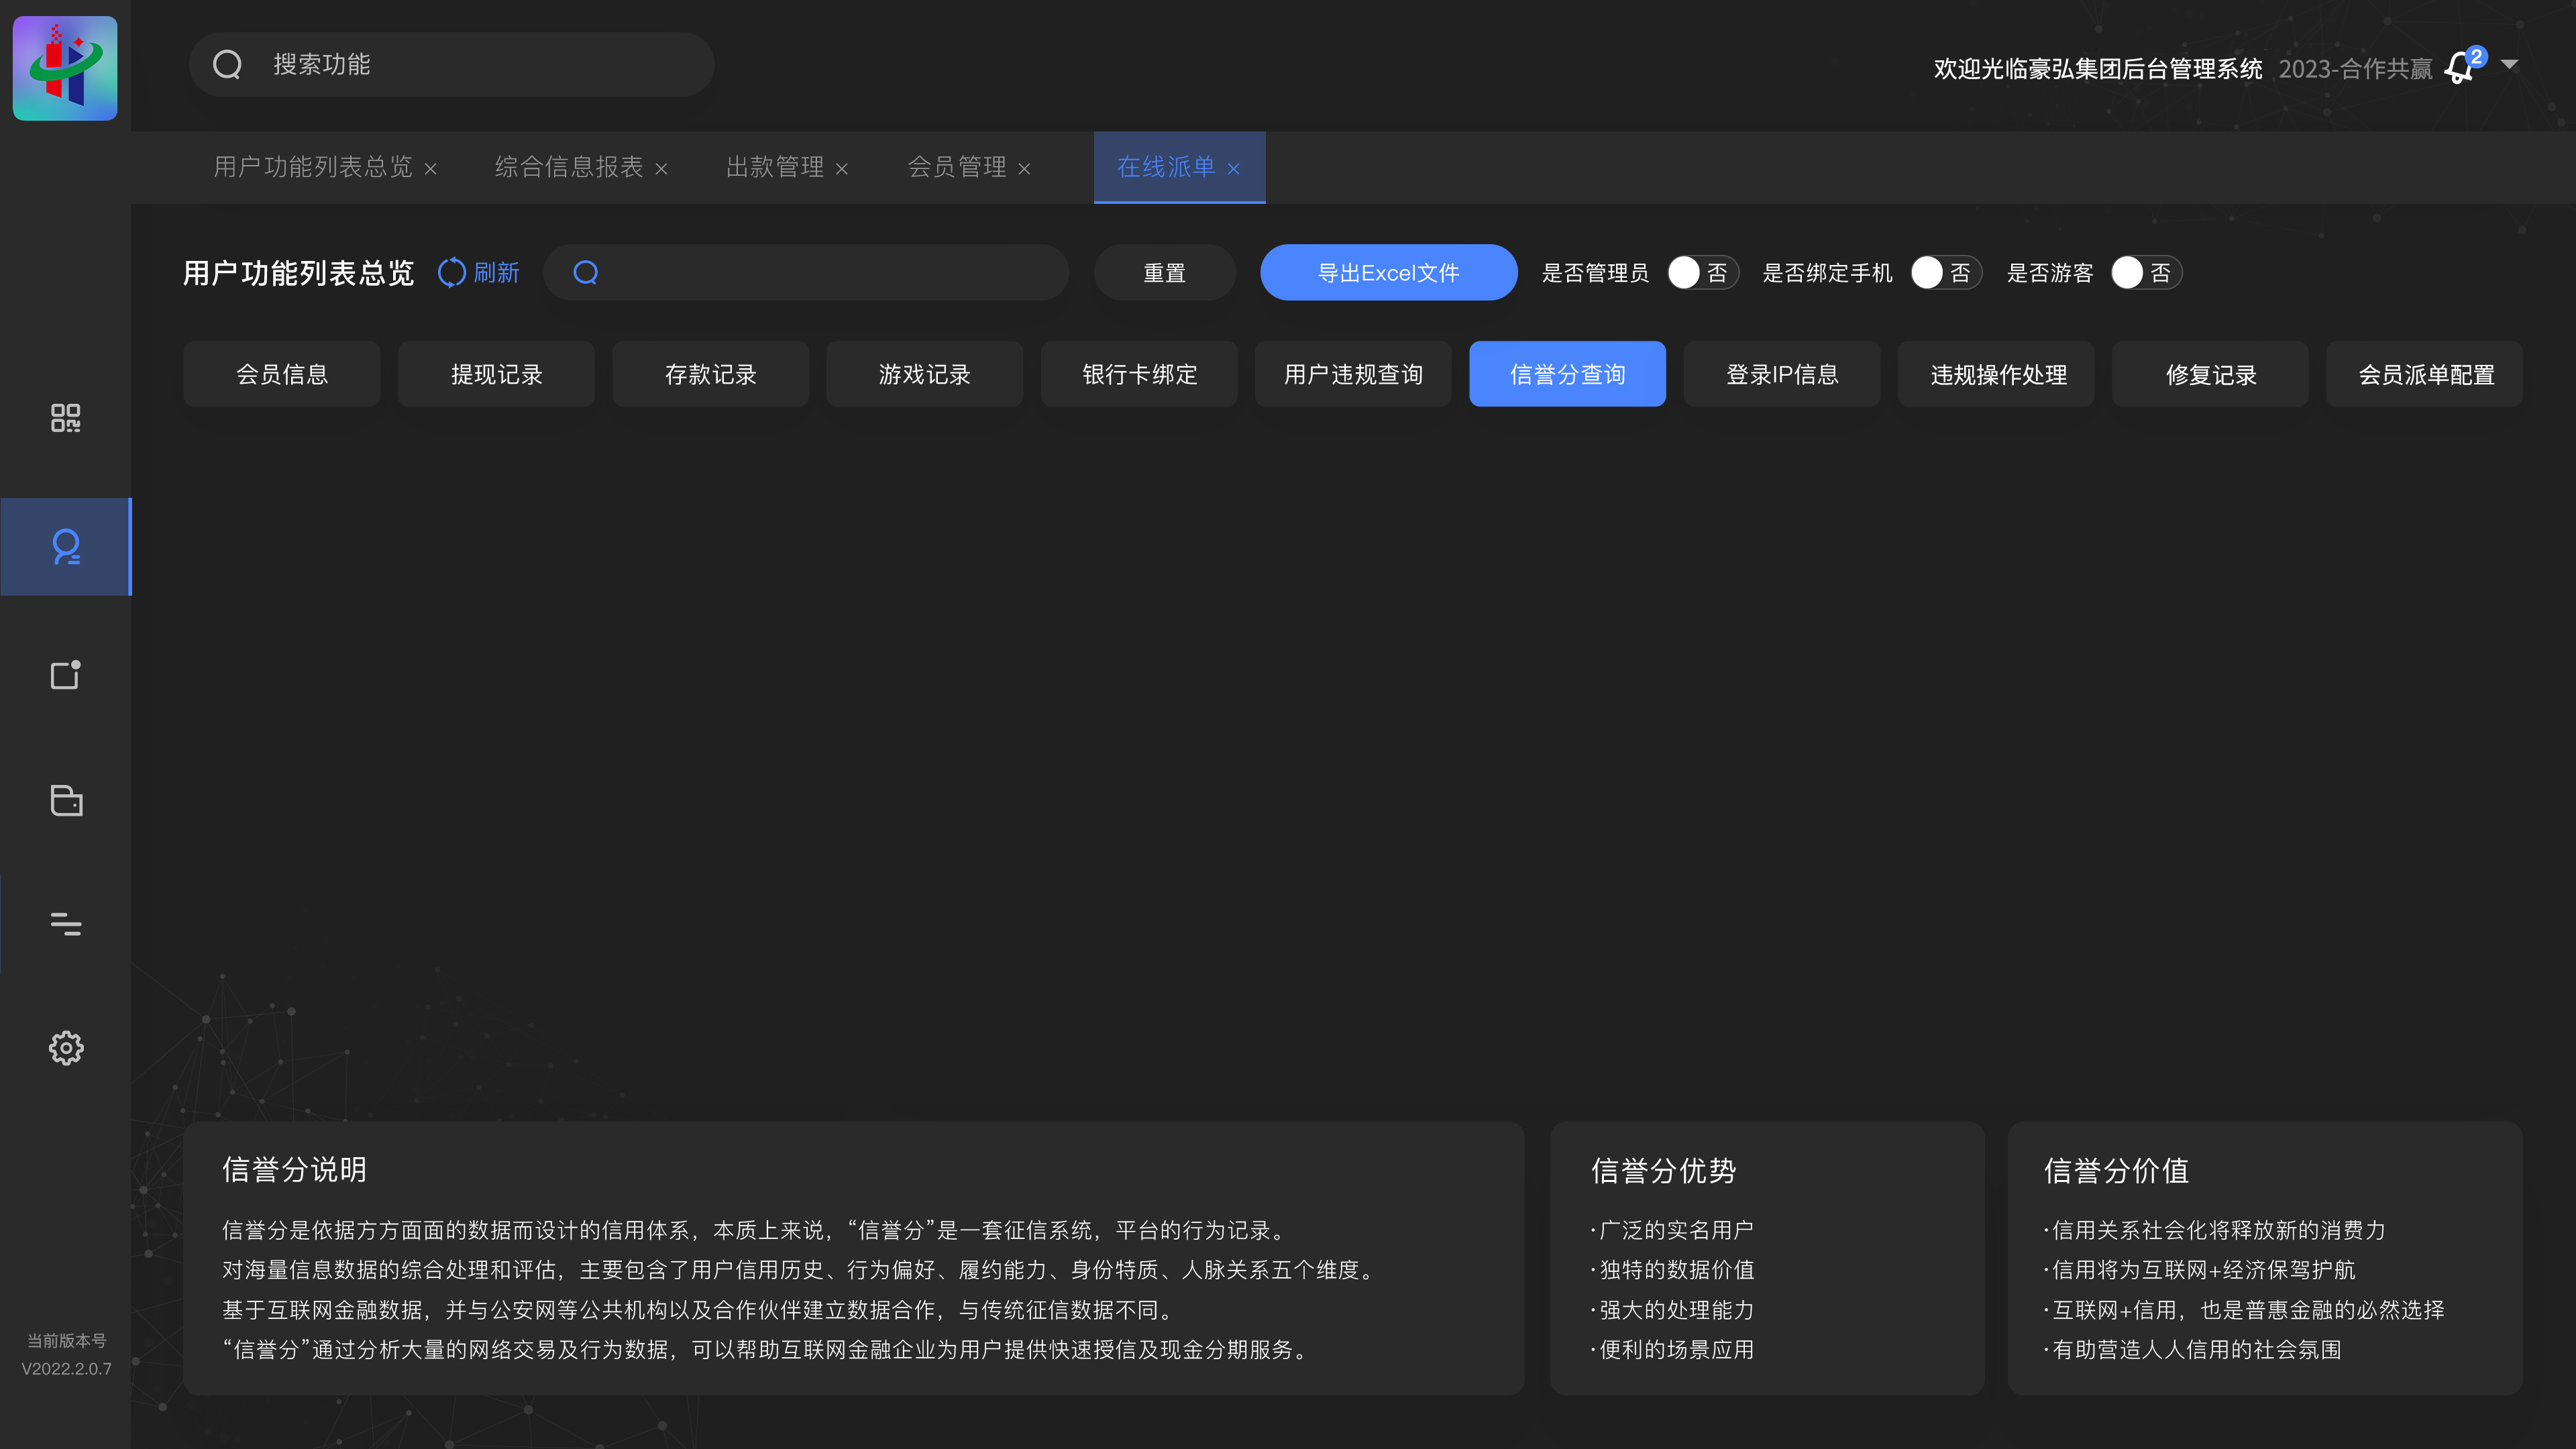 搜索功能
欢迎光临豪弘集团后台管理系统 2023-合作共赢 2
用户功能列表总览 × 综合信息报表 × 出款管理 × 会员管理 × 在线派单 ×
用户功能列表总览 刷新 重置 导出Excel文件 是否管理员 否 是否绑定手机 否 是否游客 否
会员信息 提现记录 存款记录 游戏记录 银行卡绑定 用户违规查询 信誉分查询 登录IP信息 违规操作处理 修复记录 会员派单配置
信誉分说明
信誉分是依据方方面面的数据而设计的信用体系，本质上来说，“信誉分”是一套征信系统，平台的行为记录。
对海量信息数据的综合处理和评估，主要包含了用户信用历史、行为偏好、履约能力、身份特质、人脉关系五个维度。
基于互联网金融数据，并与公安网等公共机构以及合作伙伴建立数据合作，与传统征信数据不同。
“信誉分”通过分析大量的网络交易及行为数据，可以帮助互联网金融企业为用户提供快速授信及现金分期服务。
信誉分优势
·广泛的实名用户
·独特的数据价值
·强大的处理能力
·便利的场景应用
信誉分价值
·信用关系社会化将释放新的消费力
·信用将为互联网+经济保驾护航
·互联网+信用，也是普惠金融的必然选择
·有助营造人人信用的社会氛围
当前版本号
V2022.2.0.7